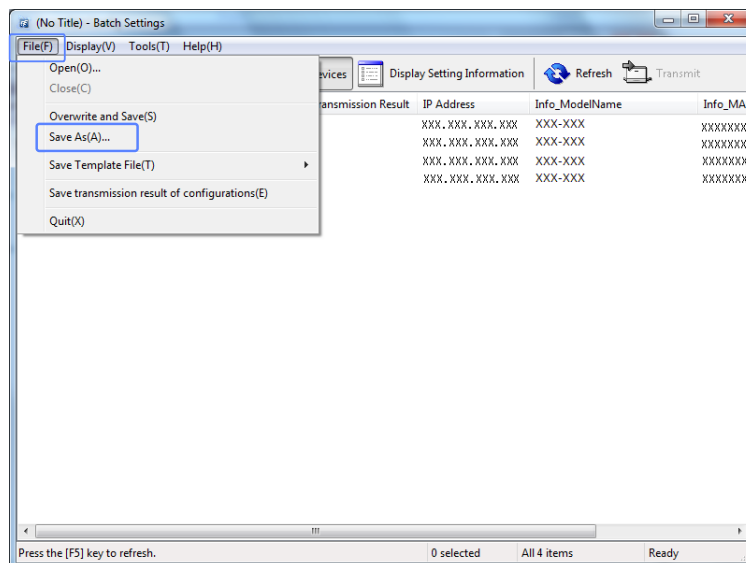 (No Title) - Batch Settings
File(F) Display(V) Tools(T) Help(H)
Open(O)...
Close(C)
Overwrite and Save(S)
Save As(A)...
Save Template File(T)
Save transmission result of configurations(E)
Quit(X)
Display Setting Information Refresh Transmit
Result IP Address Info_ModelName Info_MA
XXX.XXX.XXX.XXX XXX-XXX XXXXXXX
XXX.XXX.XXX.XXX XXX-XXX XXXXXXX
XXX.XXX.XXX.XXX XXX-XXX XXXXXXX
XXX.XXX.XXX.XXX XXX-XXX XXXXXXX
Press the [F5] key to refresh. 0 selected All 4 items Ready